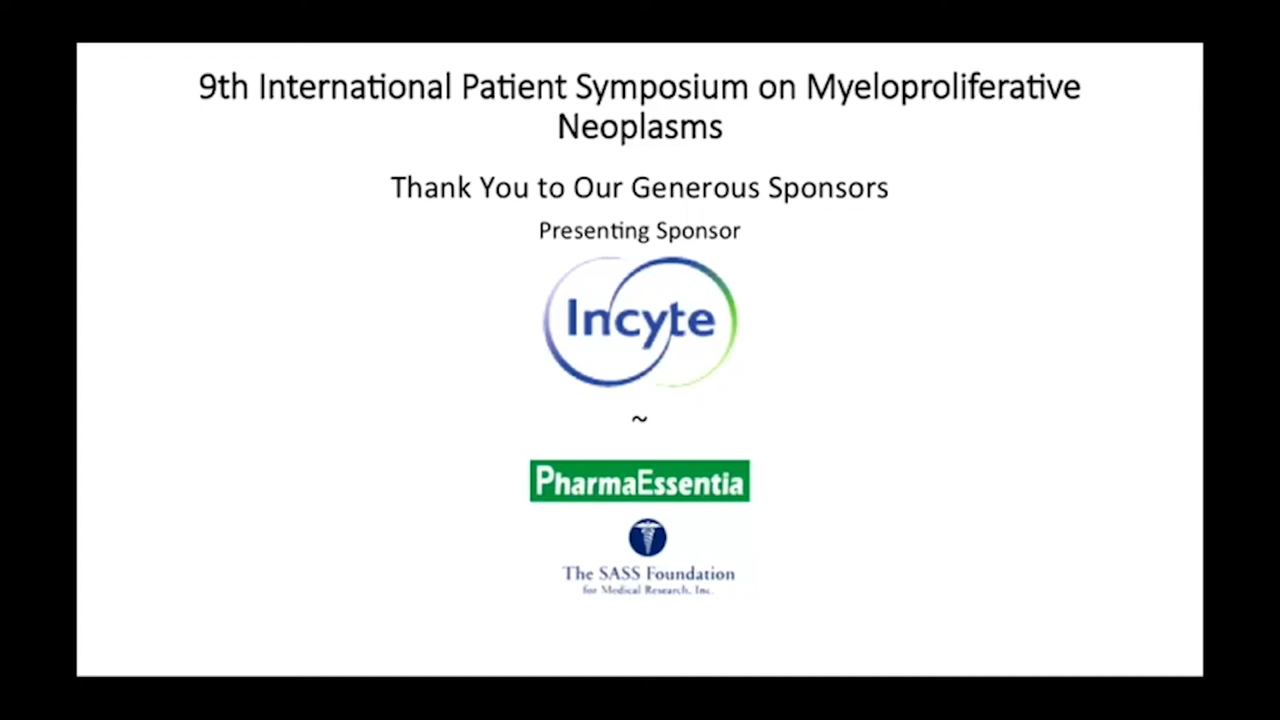 9th International Patient Symposium on Myeloproliferative
Neoplasms
Thank You to Our Generous Sponsors
Presenting Sponsor
Incyte
~
PharmaEssentia
The SASS Foundation
for Medical Research, Inc.